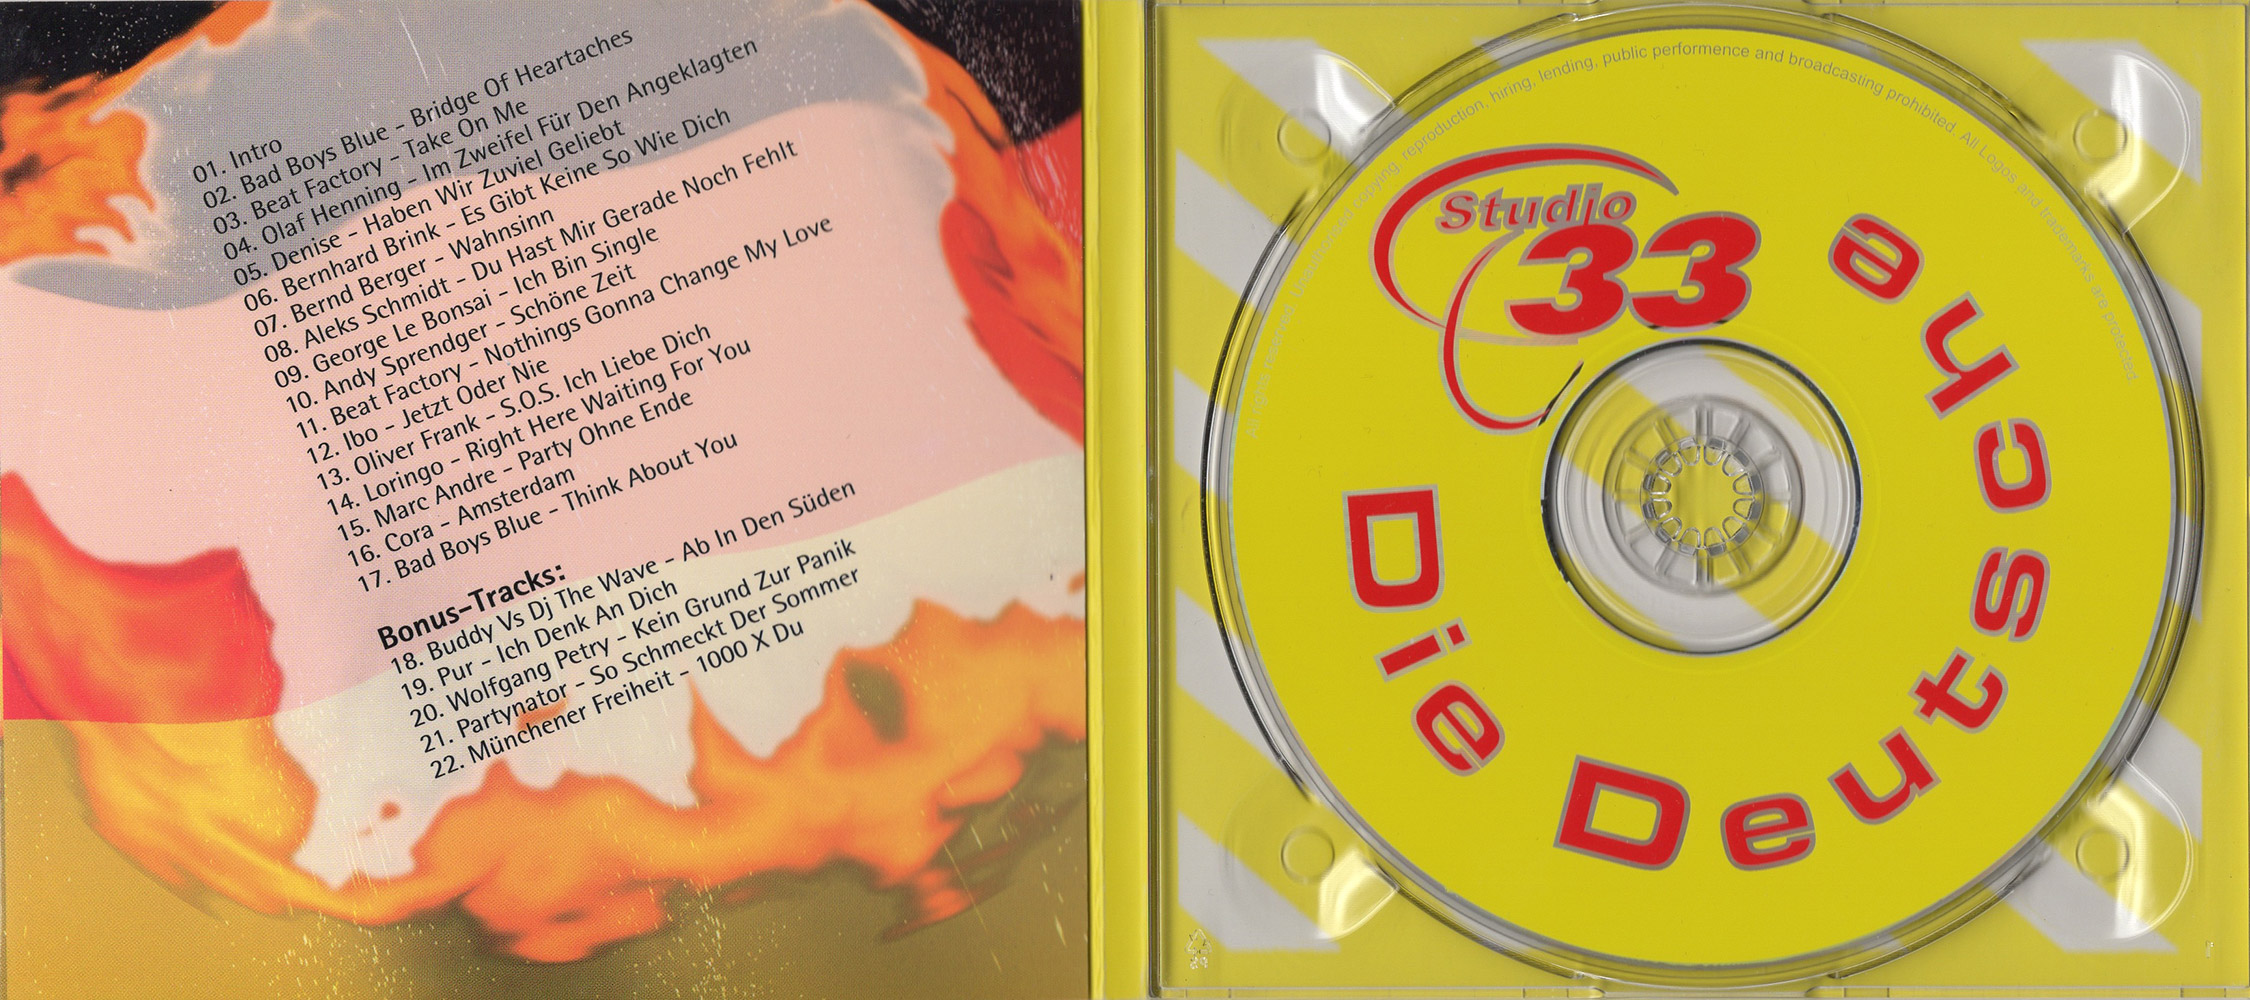 01. Intro
02. Bad Boys Blue - Bridge Of Heartaches
03. Beat Factory - Take On Me
04. Olaf Henning - Im Zweifel Für Den Angeklagten
05. Denise - Haben Wir Zuviel Geliebt
06. Bernhard Brink - Es Gibt Keine So Wie Dich
07. Bernd Berger - Wahnsinn
08. Aleks Schmidt - Du Hast Mir Gerade Noch Fehlt
09. George Le Bonsai - Ich Bin Single
10. Andy Sprendger - Schöne Zeit
11. Beat Factory - Nothings Gonna Change My Love
12. Ibo - Jetzt Oder Nie
13. Oliver Frank - S.O.S. Ich Liebe Dich
14. Loringo - Right Here Waiting For You
15. Marc Andre - Party Ohne Ende
16. Cora - Amsterdam
17. Bad Boys Blue - Think About You
Bonus-Tracks:
18. Buddy Vs Dj The Wave - Ab In Den Süden
19. Pur - Ich Denk An Dich
20. Wolfgang Petry - Kein Grund Zur Panik
21. Partynator - So Schmeckt Der Sommer
22. Münchener Freiheit - 1000 X Du
All rights reserved. Unauthorised copying, reproduction, hiring, lending, public performence and broadcasting prohibited. All Logos and trademarks are protected.
Studio
33
Die Deutsche